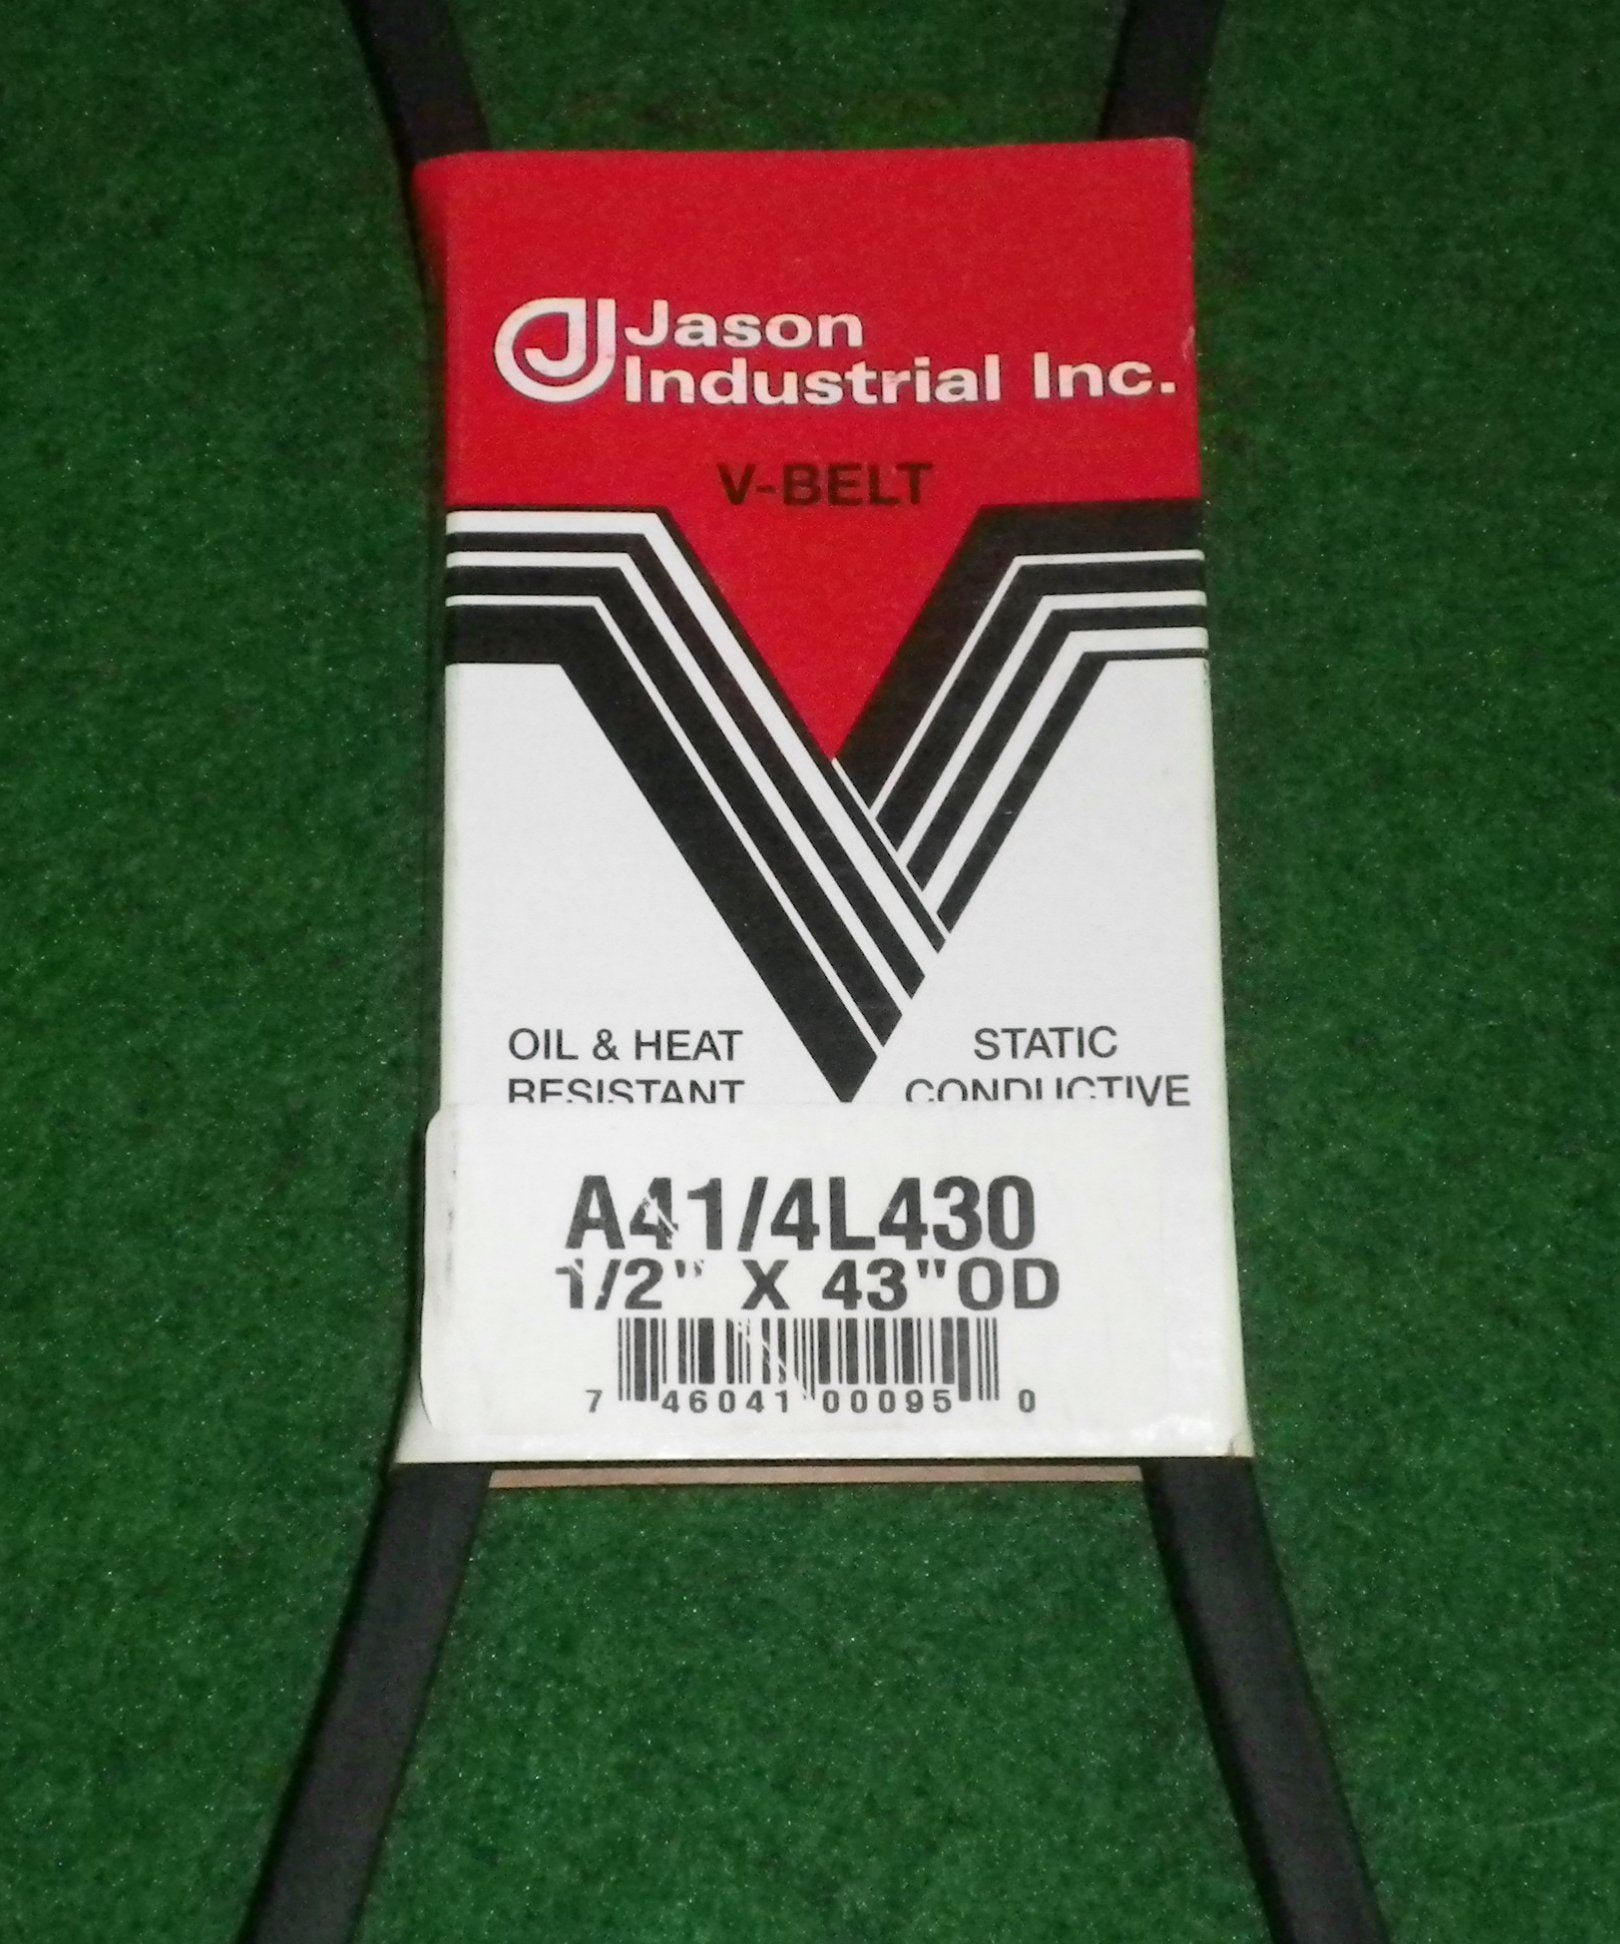 Jason
Industrial Inc.
V-BELT
OIL & HEAT
RESISTANT
STATIC
CONDUCTIVE
A41/4L430
1/2" X 43"OD
7 46041 00095 0